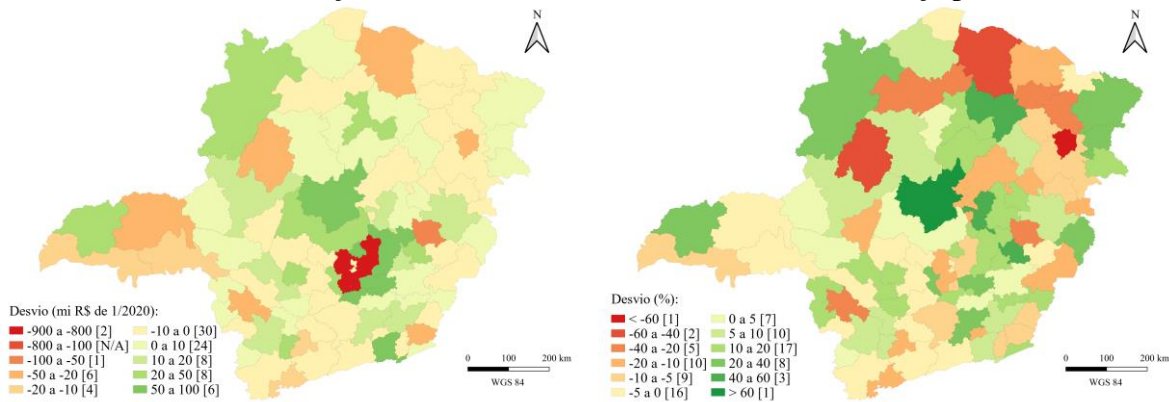 N
Desvio (mi R$ de 1/2020):
-900 a -800 [2]
-800 a -100 [N/A]
-100 a -50 [1]
-50 a -20 [6]
-20 a -10 [4]
-10 a 0 [30]
0 a 10 [24]
10 a 20 [8]
20 a 50 [8]
50 a 100 [6]
0 100 200 km
WGS 84
N
Desvio (%):
< -60 [1]
-60 a -40 [2]
-40 a -20 [5]
-20 a -10 [10]
-10 a -5 [9]
-5 a 0 [16]
0 a 5 [7]
5 a 10 [10]
10 a 20 [17]
20 a 40 [8]
40 a 60 [3]
> 60 [1]
0 100 200 km
WGS 84